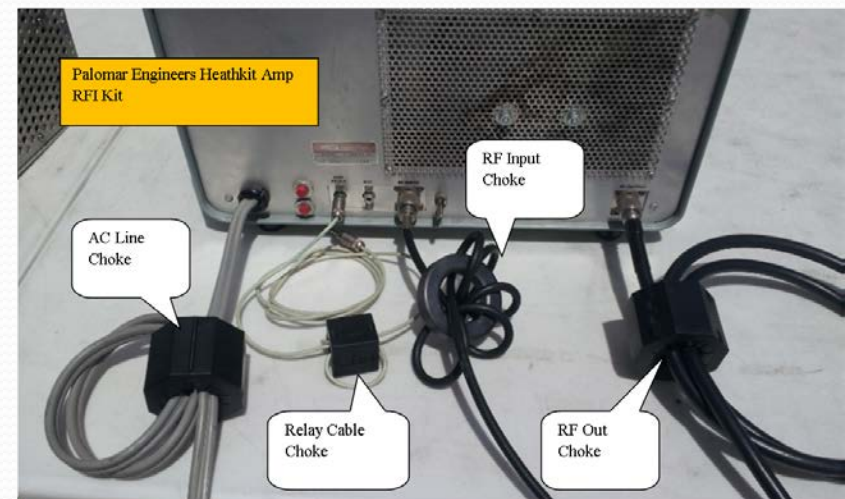 Palomar Engineers Heathkit Amp
RFI Kit
RF Input
Choke
AC Line
Choke
Relay Cable
Choke
RF Out
Choke